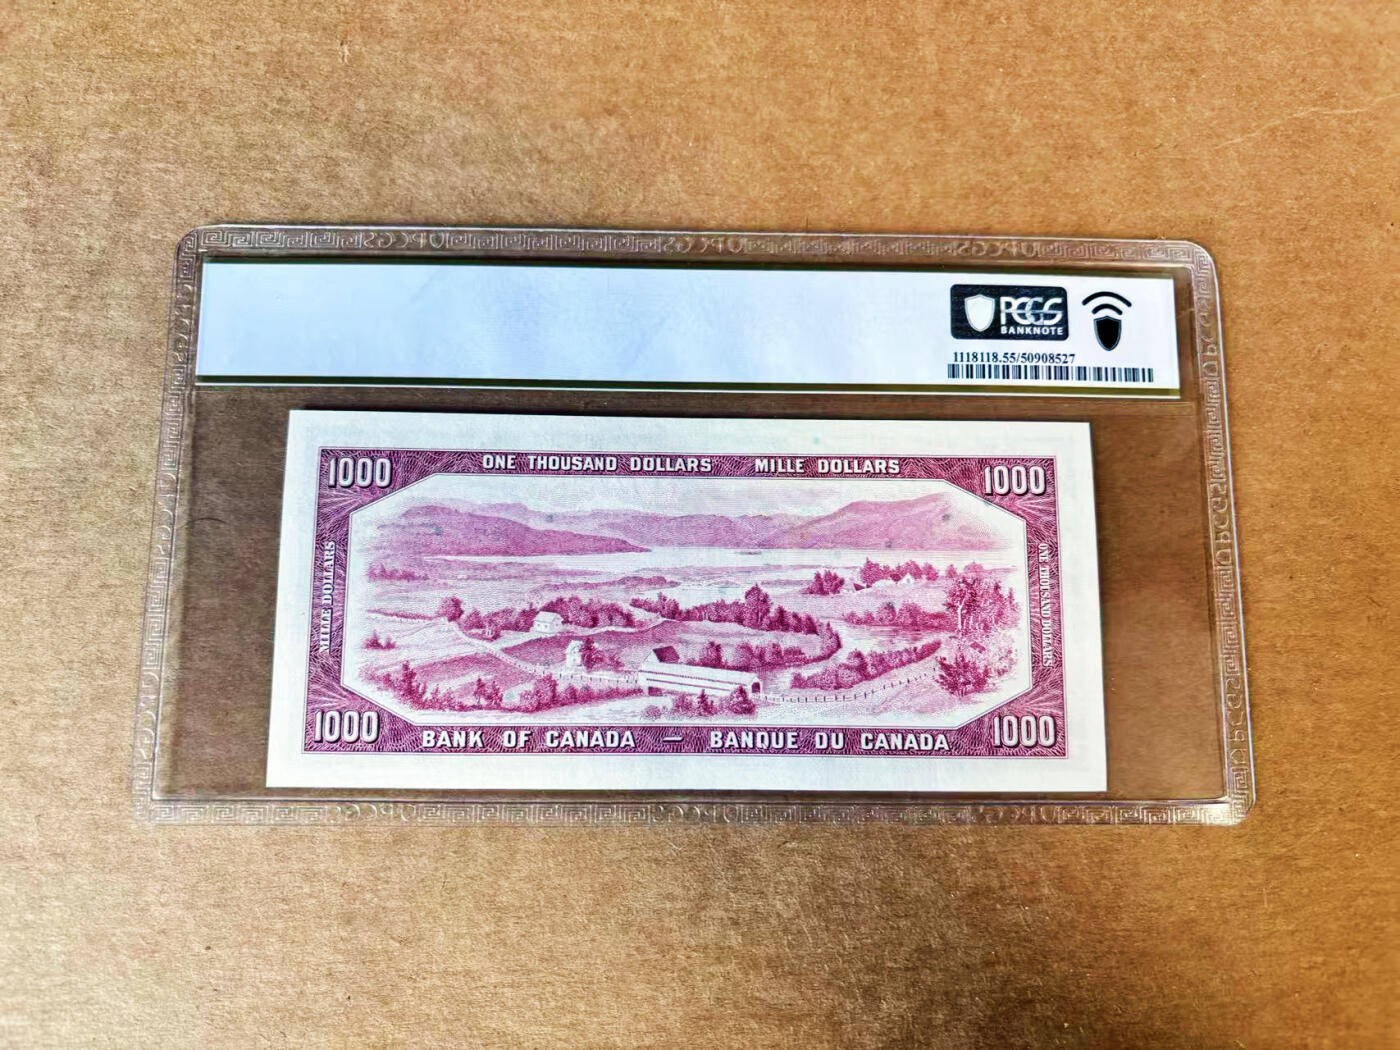 PCGS
BANKNOTE
1118118.55/50908527
1000
ONE THOUSAND DOLLARS MILLE DOLLARS
1000
MILLE DOLLARS
ONE THOUSAND DOLLARS
1000
BANK OF CANADA — BANQUE DU CANADA
1000